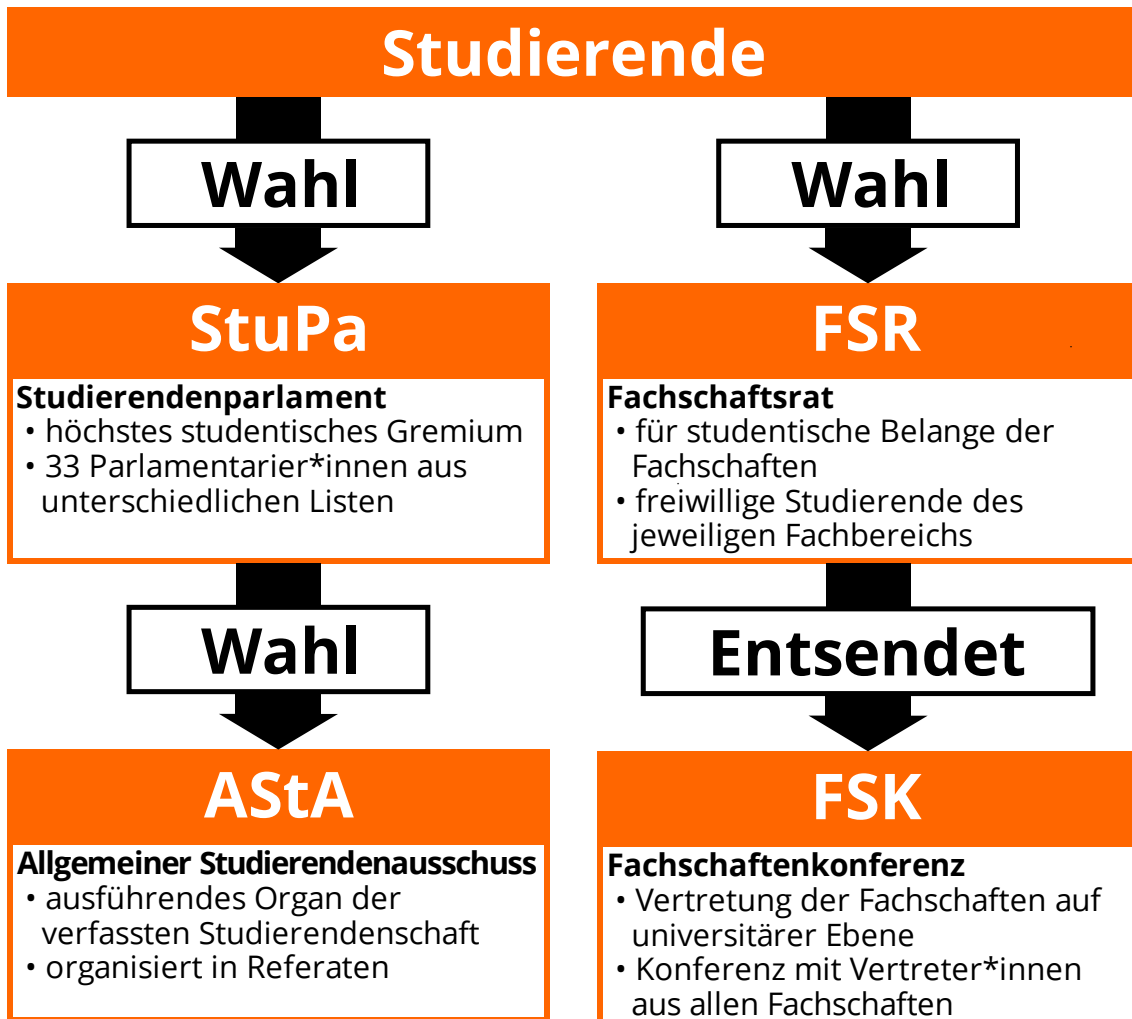 Studierende
Wahl
Wahl
StuPa
Studierendenparlament
• höchstes studentisches Gremium
• 33 Parlamentarier*innen aus
unterschiedlichen Listen
FSR
Fachschaftsrat
• für studentische Belange der
Fachschaften
• freiwillige Studierende des
jeweiligen Fachbereichs
Wahl
Entsendet
AStA
Allgemeiner Studierendenausschuss
• ausführendes Organ der
verfassten Studierendenschaft
• organisiert in Referaten
FSK
Fachschaftenkonferenz
• Vertretung der Fachschaften auf
universitärer Ebene
• Konferenz mit Vertreter*innen
aus allen Fachschaften